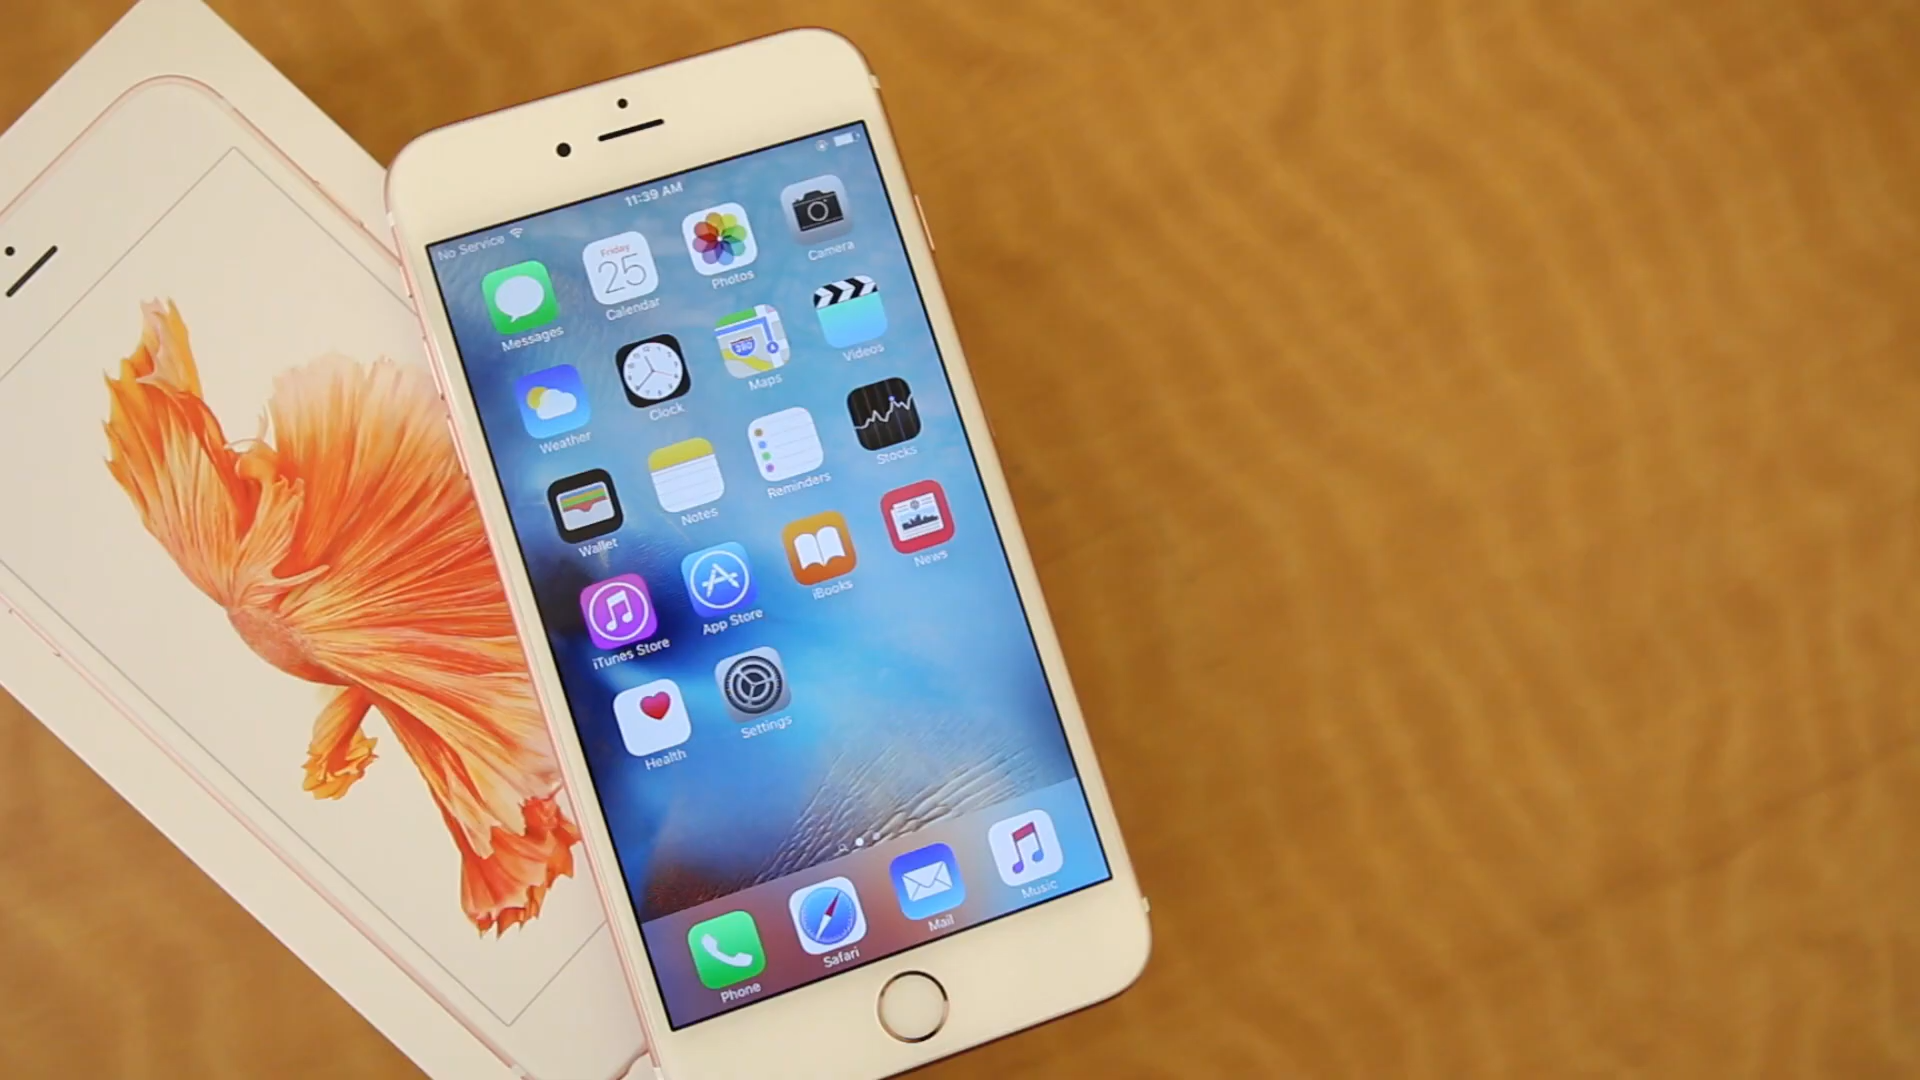 No Service
11:39 AM
Messages
Friday
25
Calendar
Photos
Camera
Weather
Clock
280
Maps
Videos
Wallet
Notes
Reminders
Stocks
iTunes Store
App Store
iBooks
News
Health
Settings
Phone
Safari
Mail
Music